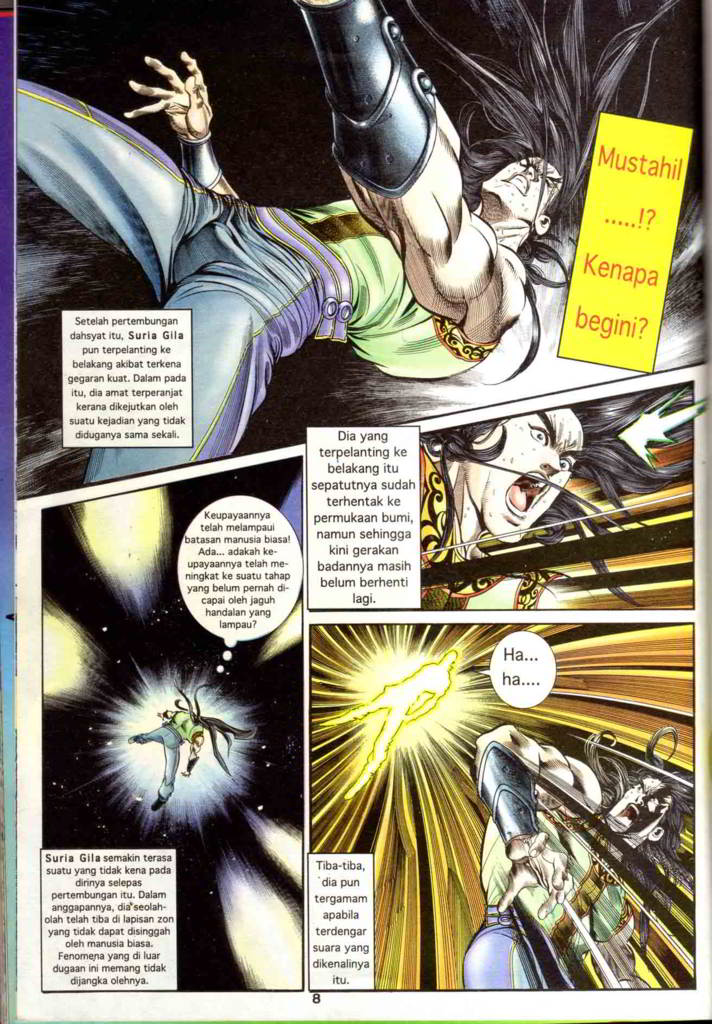 Mustahil
.....!?
Kenapa
begini?
Setelah pertembungan
dahsyat itu, Suria Gila
pun terpelanting ke
belakang akibat terkena
gegaran kuat. Dalam pada
itu, dia amat terperanjat
kerana dikejutkan oleh
suatu kejadian yang tidak
diduganya sama sekali.
Dia yang
terpelanting ke
belakang itu
sepatutnya sudah
terhentak ke
permukaan bumi,
namun sehingga
kini gerakan
badannya masih
belum berhenti
lagi.
Keupayaannya
telah melampaui
batasan manusia biasa!
Ada... adakah ke-
upayaannya telah me-
ningkat ke suatu tahap
yang belum pernah di-
capai oleh jaguh
handalan yang
lampau?
Suria Gila semakin terasa
suatu yang tidak kena pada
dirinya selepas
pertembungan itu. Dalam
anggapannya, dia seolah-
olah telah tiba di lapisan zon
yang tidak dapat disinggah
oleh manusia biasa.
Fenomena yang di luar
dugaan ini memang tidak
dijangka olehnya.
Ha...
ha....
Tiba-tiba,
dia pun
tergamam
apabila
terdengar
suara yang
dikenalinya
itu.
8